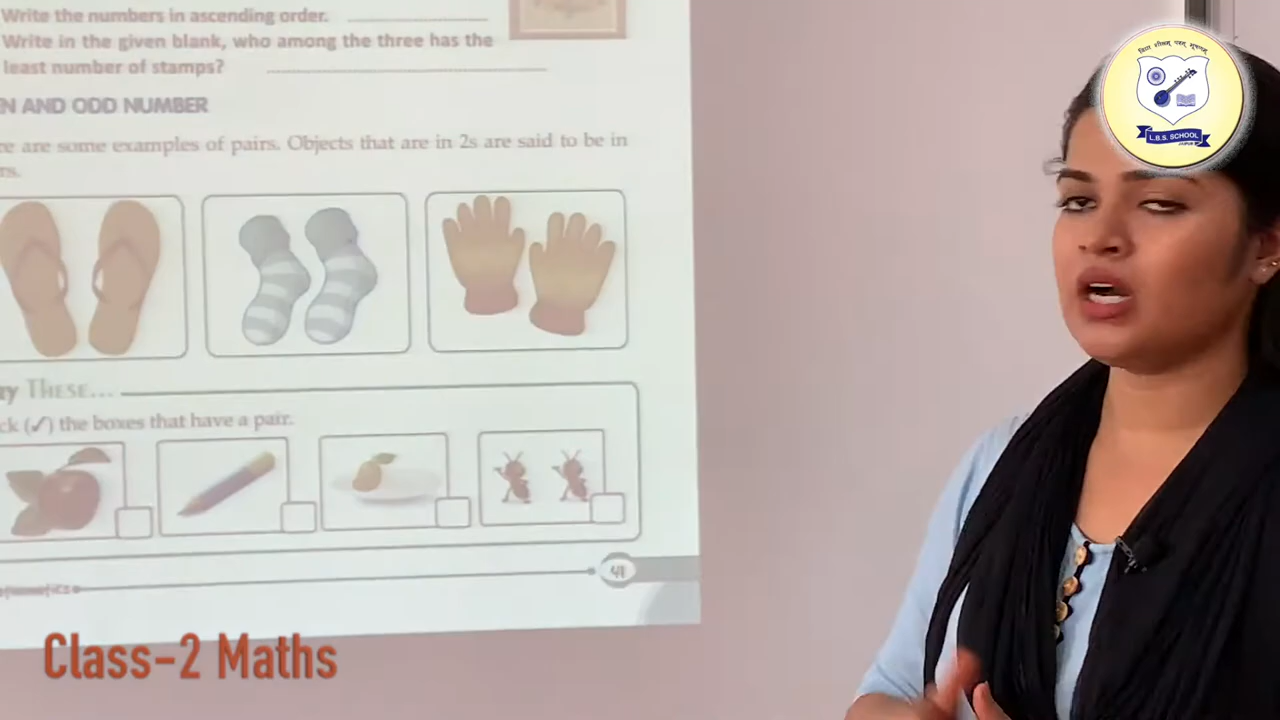 Write the numbers in ascending order.
Write in the given blank, who among the three has the
least number of stamps?
N AND ODD NUMBER
re are some examples of pairs. Objects that are in 2s are said to be in
rs.
THESE...
ck (✓) the boxes that have a pair.
41
Class-2 Maths
L.B.S. SCHOOL
JAIPUR